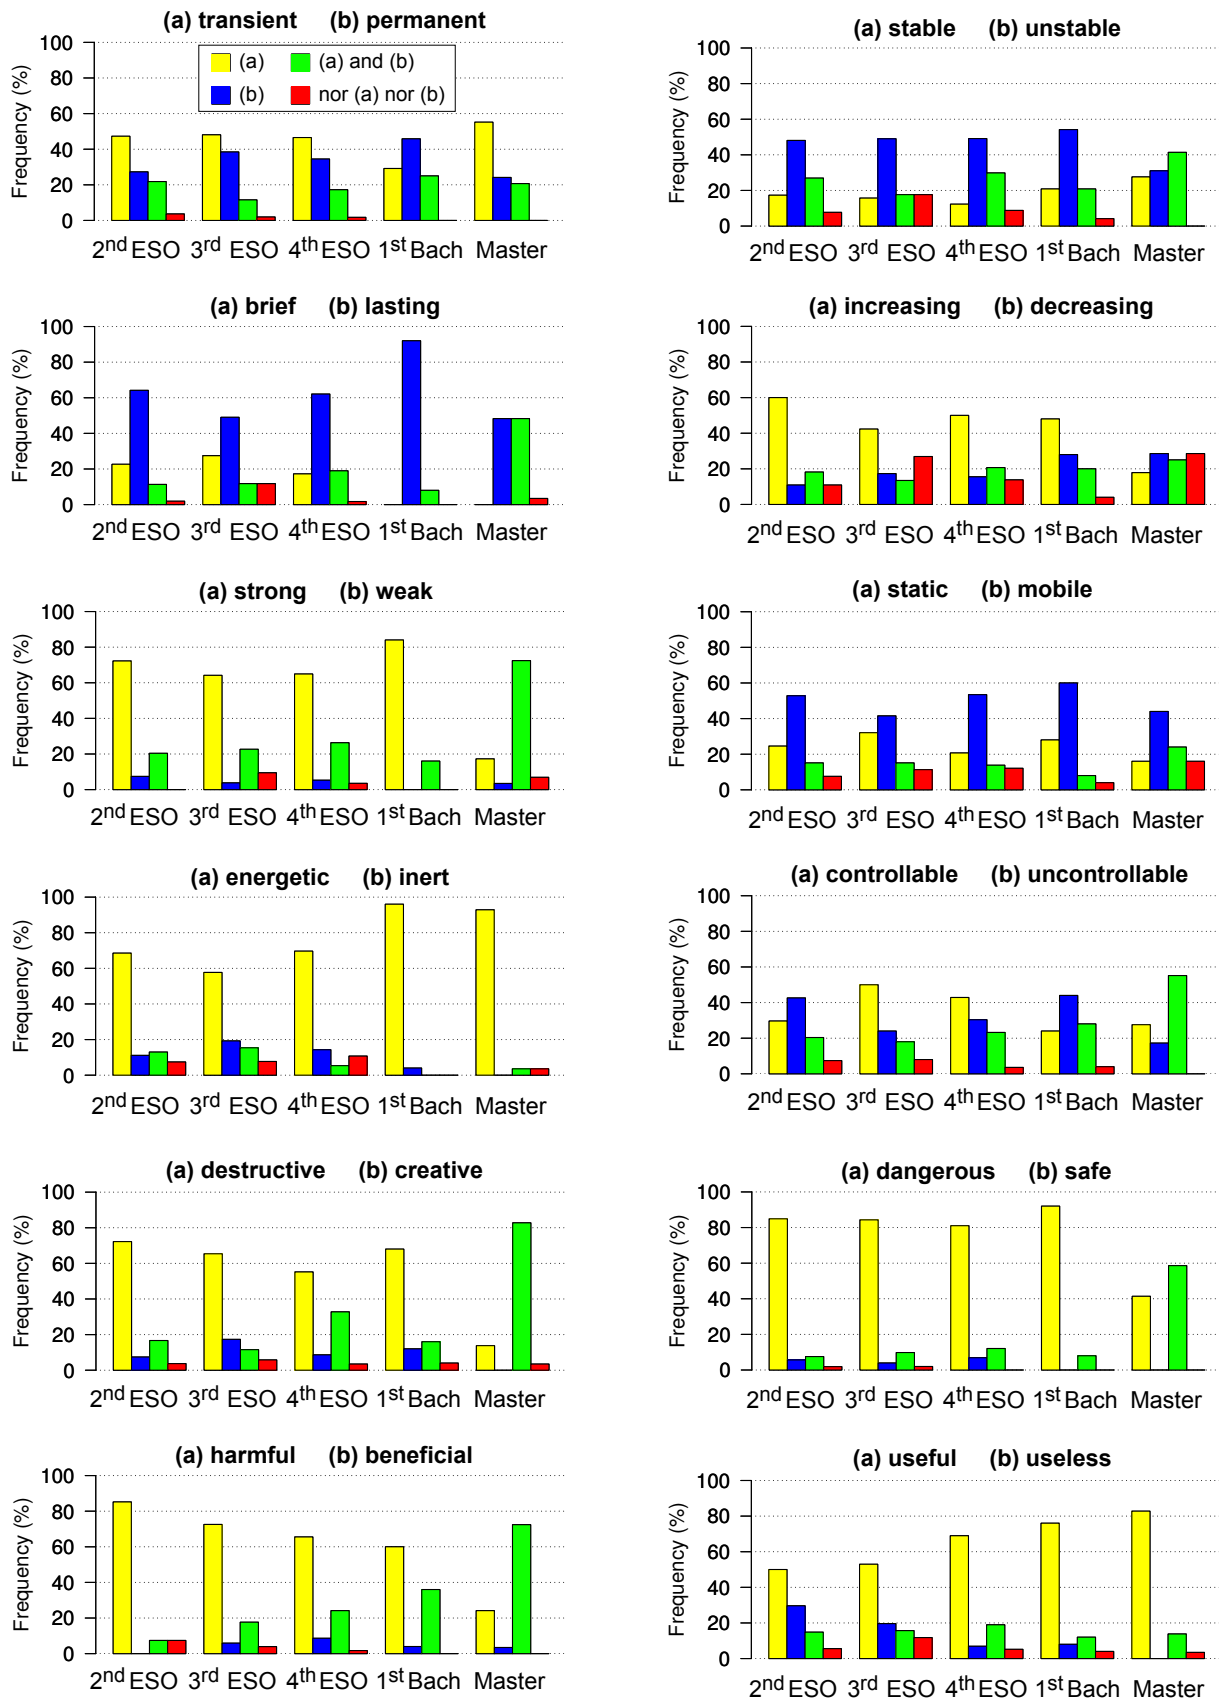 (a) transient (b) permanent
Frequency (%)
100
80
60
40
20
0
(a) (a) and (b)
(b) nor (a) nor (b)
2nd ESO 3rd ESO 4th ESO 1st Bach Master
(a) stable (b) unstable
Frequency (%)
100
80
60
40
20
0
2nd ESO 3rd ESO 4th ESO 1st Bach Master
(a) brief (b) lasting
Frequency (%)
100
80
60
40
20
0
2nd ESO 3rd ESO 4th ESO 1st Bach Master
(a) increasing (b) decreasing
Frequency (%)
100
80
60
40
20
0
2nd ESO 3rd ESO 4th ESO 1st Bach Master
(a) strong (b) weak
Frequency (%)
100
80
60
40
20
0
2nd ESO 3rd ESO 4th ESO 1st Bach Master
(a) static (b) mobile
Frequency (%)
100
80
60
40
20
0
2nd ESO 3rd ESO 4th ESO 1st Bach Master
(a) energetic (b) inert
Frequency (%)
100
80
60
40
20
0
2nd ESO 3rd ESO 4th ESO 1st Bach Master
(a) controllable (b) uncontrollable
Frequency (%)
100
80
60
40
20
0
2nd ESO 3rd ESO 4th ESO 1st Bach Master
(a) destructive (b) creative
Frequency (%)
100
80
60
40
20
0
2nd ESO 3rd ESO 4th ESO 1st Bach Master
(a) dangerous (b) safe
Frequency (%)
100
80
60
40
20
0
2nd ESO 3rd ESO 4th ESO 1st Bach Master
(a) harmful (b) beneficial
Frequency (%)
100
80
60
40
20
0
2nd ESO 3rd ESO 4th ESO 1st Bach Master
(a) useful (b) useless
Frequency (%)
100
80
60
40
20
0
2nd ESO 3rd ESO 4th ESO 1st Bach Master